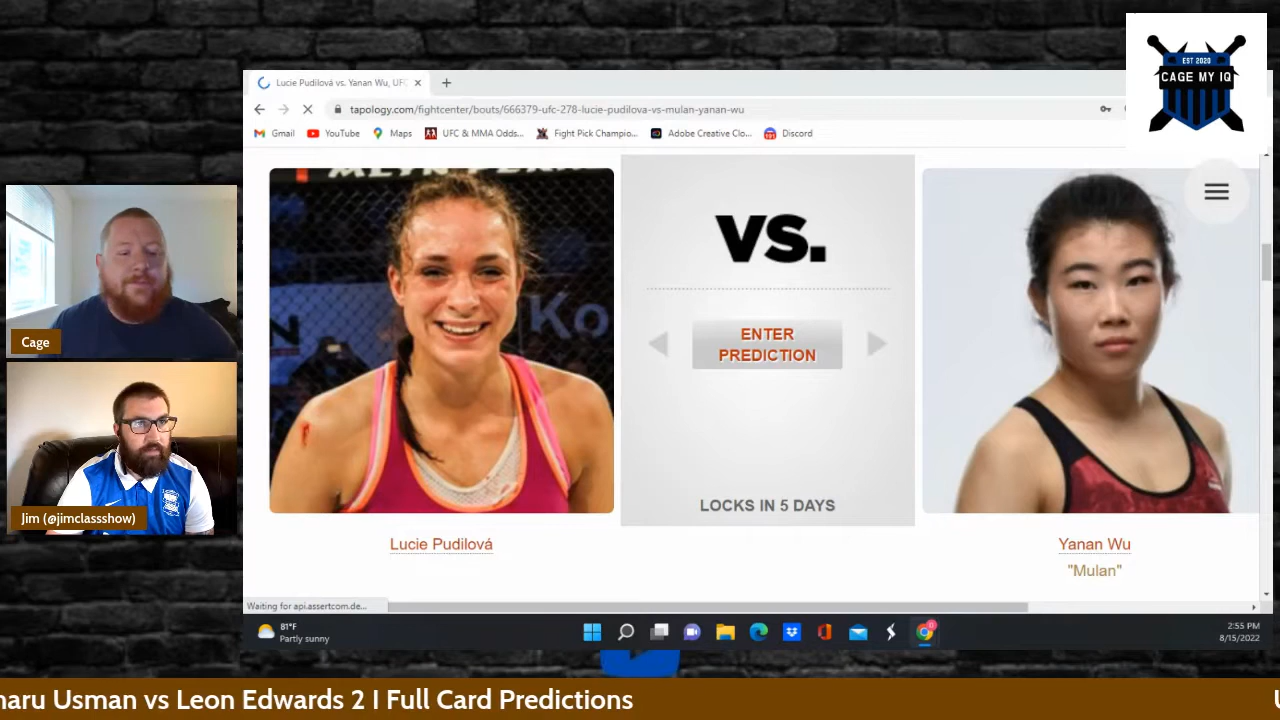 EST 2020
CAGE MY IQ
Lucie Pudilová vs. Yanan Wu, UFC
tapology.com/fightcenter/bouts/666379-ufc-278-lucie-pudilova-vs-mulan-yanan-wu
Gmail YouTube Maps UFC & MMA Odds... Fight Pick Champio... Adobe Creative Clo... Discord
VS.
ENTER
PREDICTION
LOCKS IN 5 DAYS
Ko
Lucie Pudilová
Yanan Wu
"Mulan"
Cage
Jim (@jimclassshow)
Waiting for api.assertcom.de...
81°F
Partly sunny
2:55 PM
8/15/2022
naru Usman vs Leon Edwards 2 I Full Card Predictions